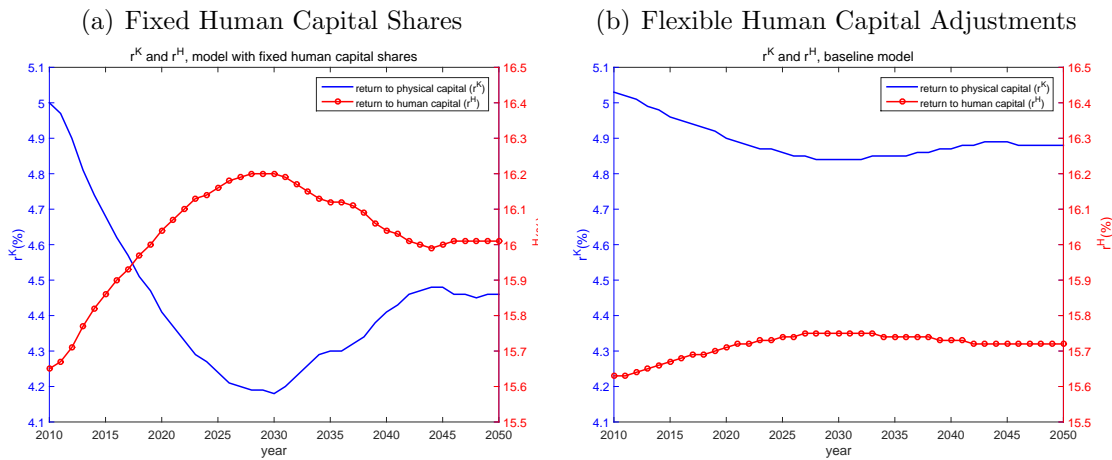 (a) Fixed Human Capital Shares
r^K and r^H, model with fixed human capital shares
return to physical capital (r^K)
return to human capital (r^H)
5.1
5
4.9
4.8
4.7
4.6
4.5
4.4
4.3
4.2
4.1
r^K(%)
16.5
16.4
16.3
16.2
16.1
16
15.9
15.8
15.7
15.6
15.5
2010 2015 2020 2025 2030 2035 2040 2045 2050
year
(b) Flexible Human Capital Adjustments
r^K and r^H, baseline model
return to physical capital (r^K)
return to human capital (r^H)
5.1
5
4.9
4.8
4.7
4.6
4.5
4.4
4.3
4.2
4.1
r^K(%)
16.5
16.4
16.3
16.2
16.1
16
15.9
15.8
15.7
15.6
15.5
r^H(%)
2010 2015 2020 2025 2030 2035 2040 2045 2050
year